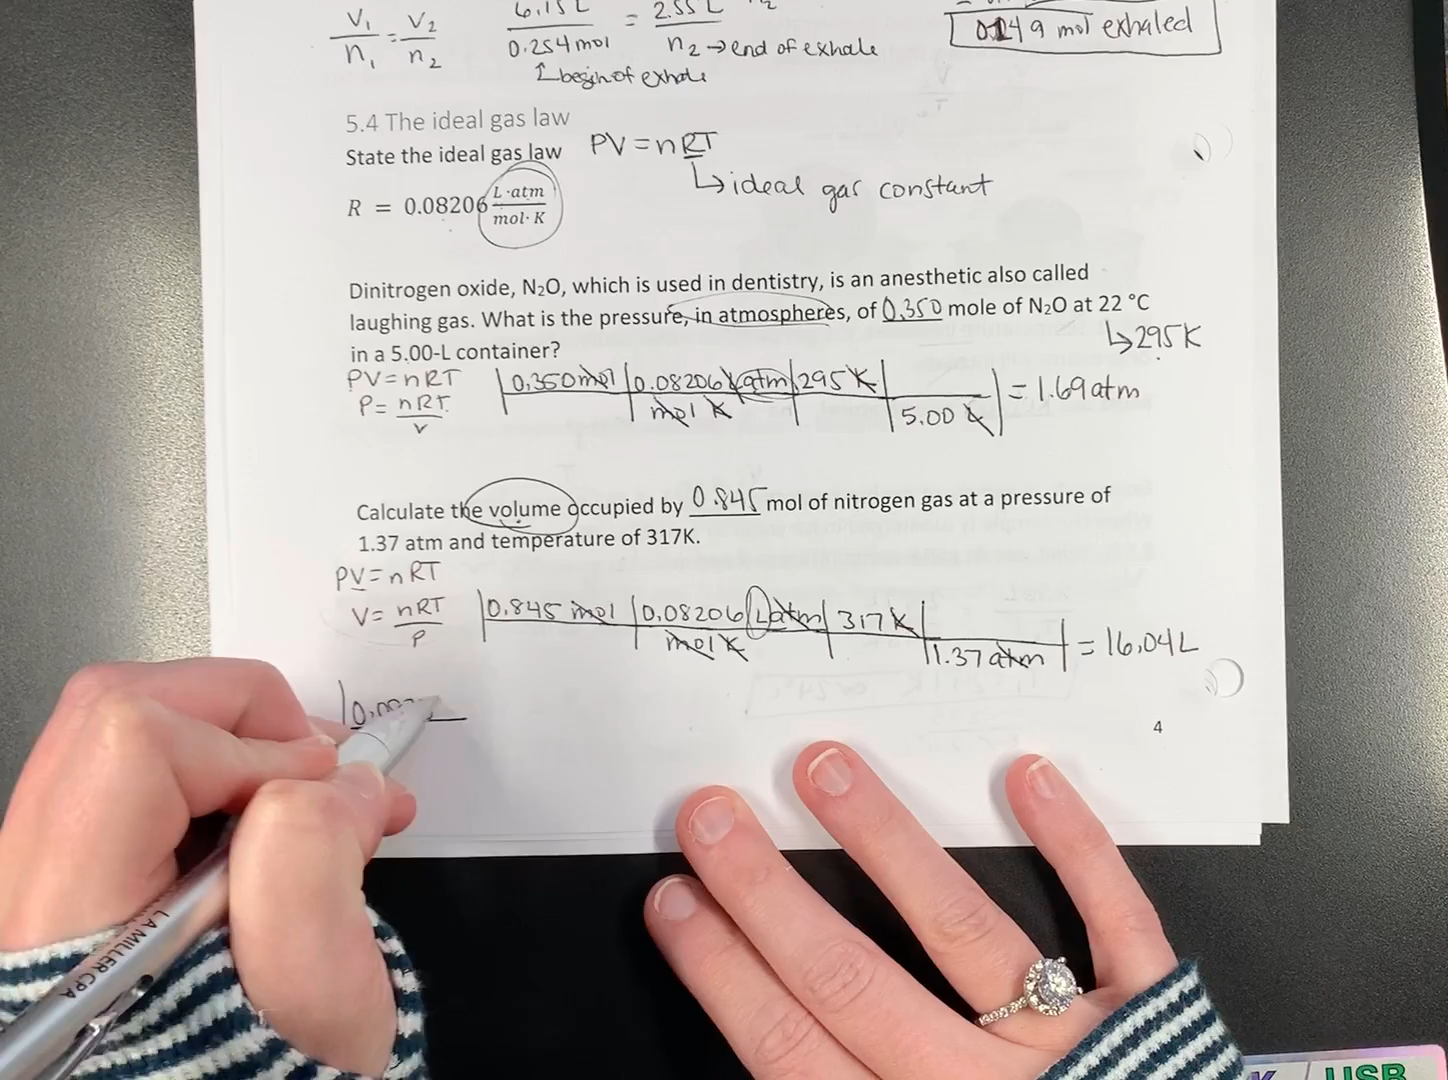 V₁/n₁ = V₂/n₂ 6.15 L/0.254 mol = 2.55 L/n₂ → end of exhale
↑ begin of exhale
mol exhaled
5.4 The ideal gas law
State the ideal gas law PV = nRT
↳ ideal gas constant
R = 0.08206 L·atm/mol·K
Dinitrogen oxide, N₂O, which is used in dentistry, is an anesthetic also called
laughing gas. What is the pressure, in atmospheres, of 0.350 mole of N₂O at 22 °C
↳ 295 K
in a 5.00-L container?
PV = nRT
P = nRT/V
0.350 mol | 0.08206 L atm/mol K | 295 K | /5.00 L = 1.69 atm
Calculate the volume occupied by 0.845 mol of nitrogen gas at a pressure of
1.37 atm and temperature of 317K.
PV = nRT
V = nRT/P
0.845 mol | 0.08206 L atm/mol K | 317 K | /1.37 atm = 16.04 L
4
LA MILLER CPA
USB